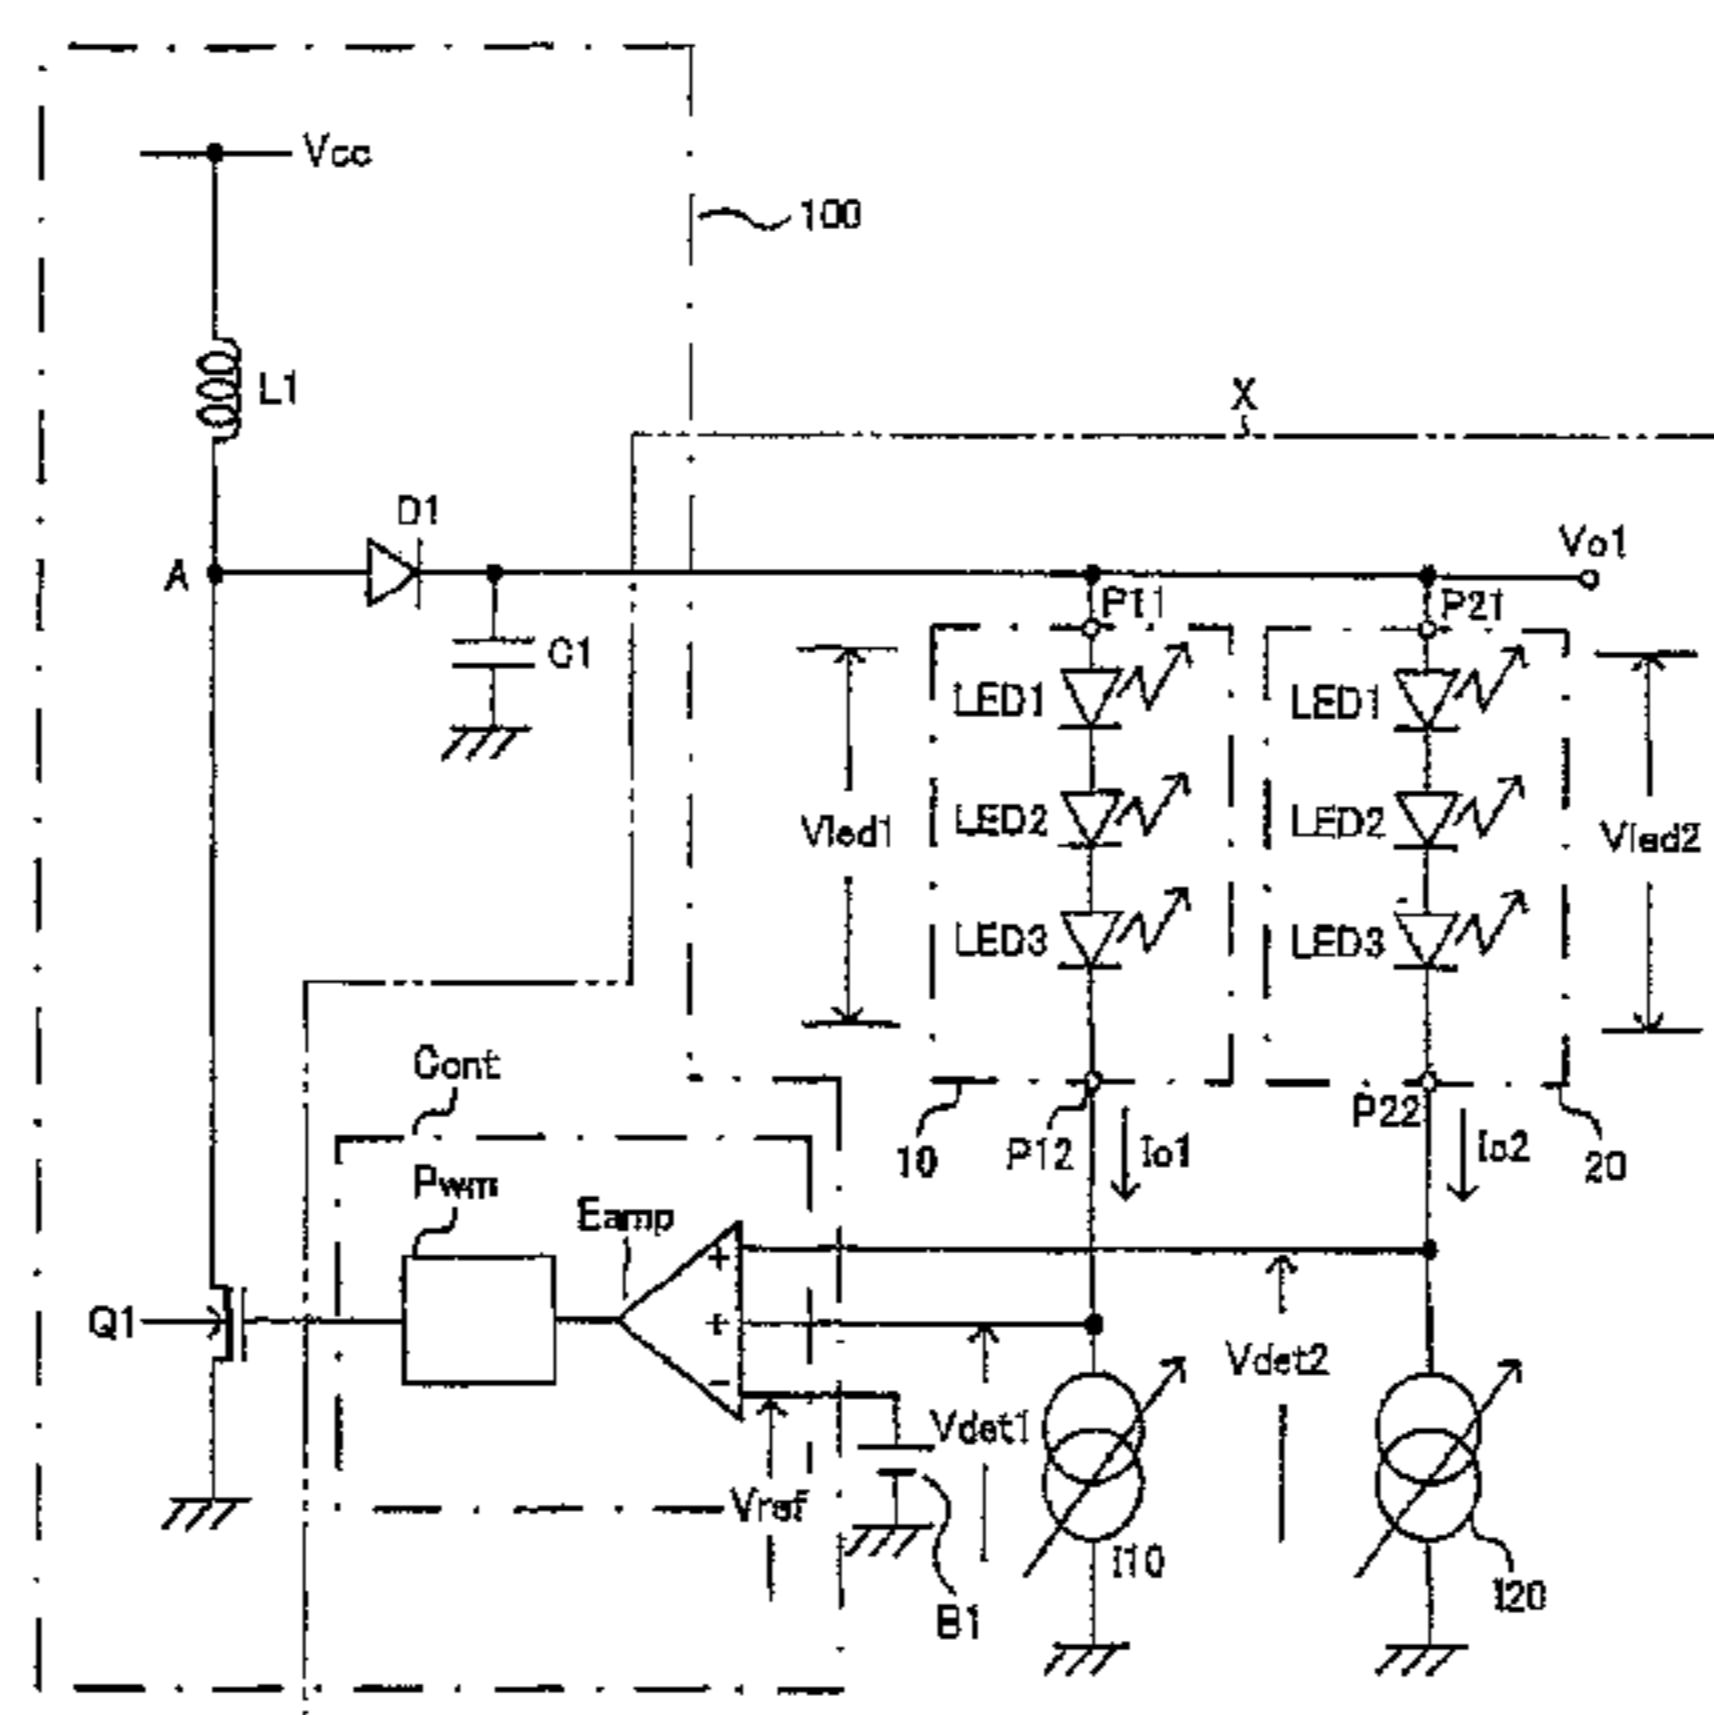 Vcc
100
L1
X
D1
Vo1
A
P11
P21
C1
LED1
LED1
Vled1
LED2
LED2
Vled2
LED3
LED3
Cont
P22
10
P12
Io1
Io2
20
Pwm
Eamp
+
Q1
+
Vdet2
−
Vdet1
Vref
I10
B1
I20